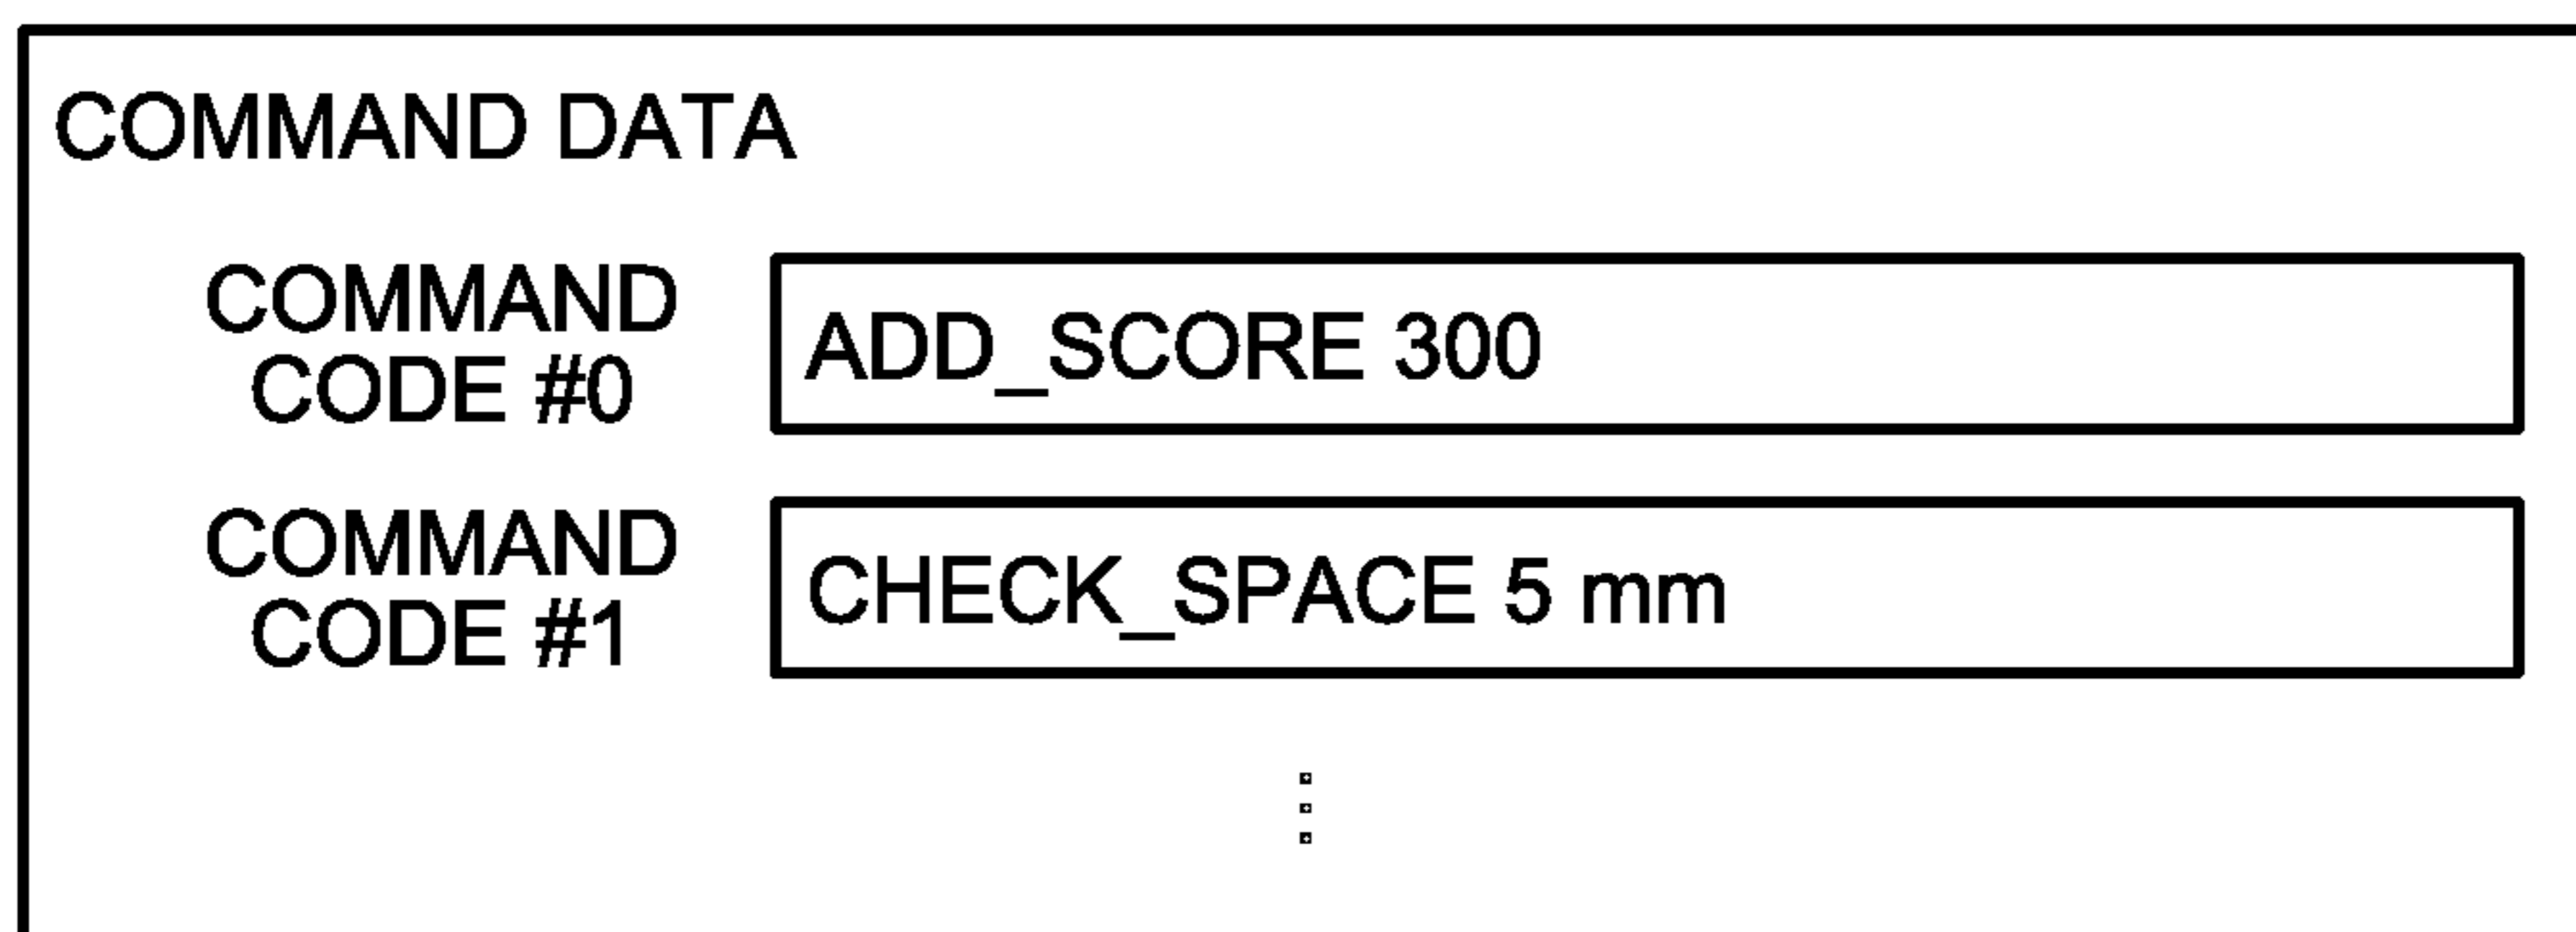 COMMAND DATA
COMMAND
CODE #0
ADD_SCORE 300
COMMAND
CODE #1
CHECK_SPACE 5 mm